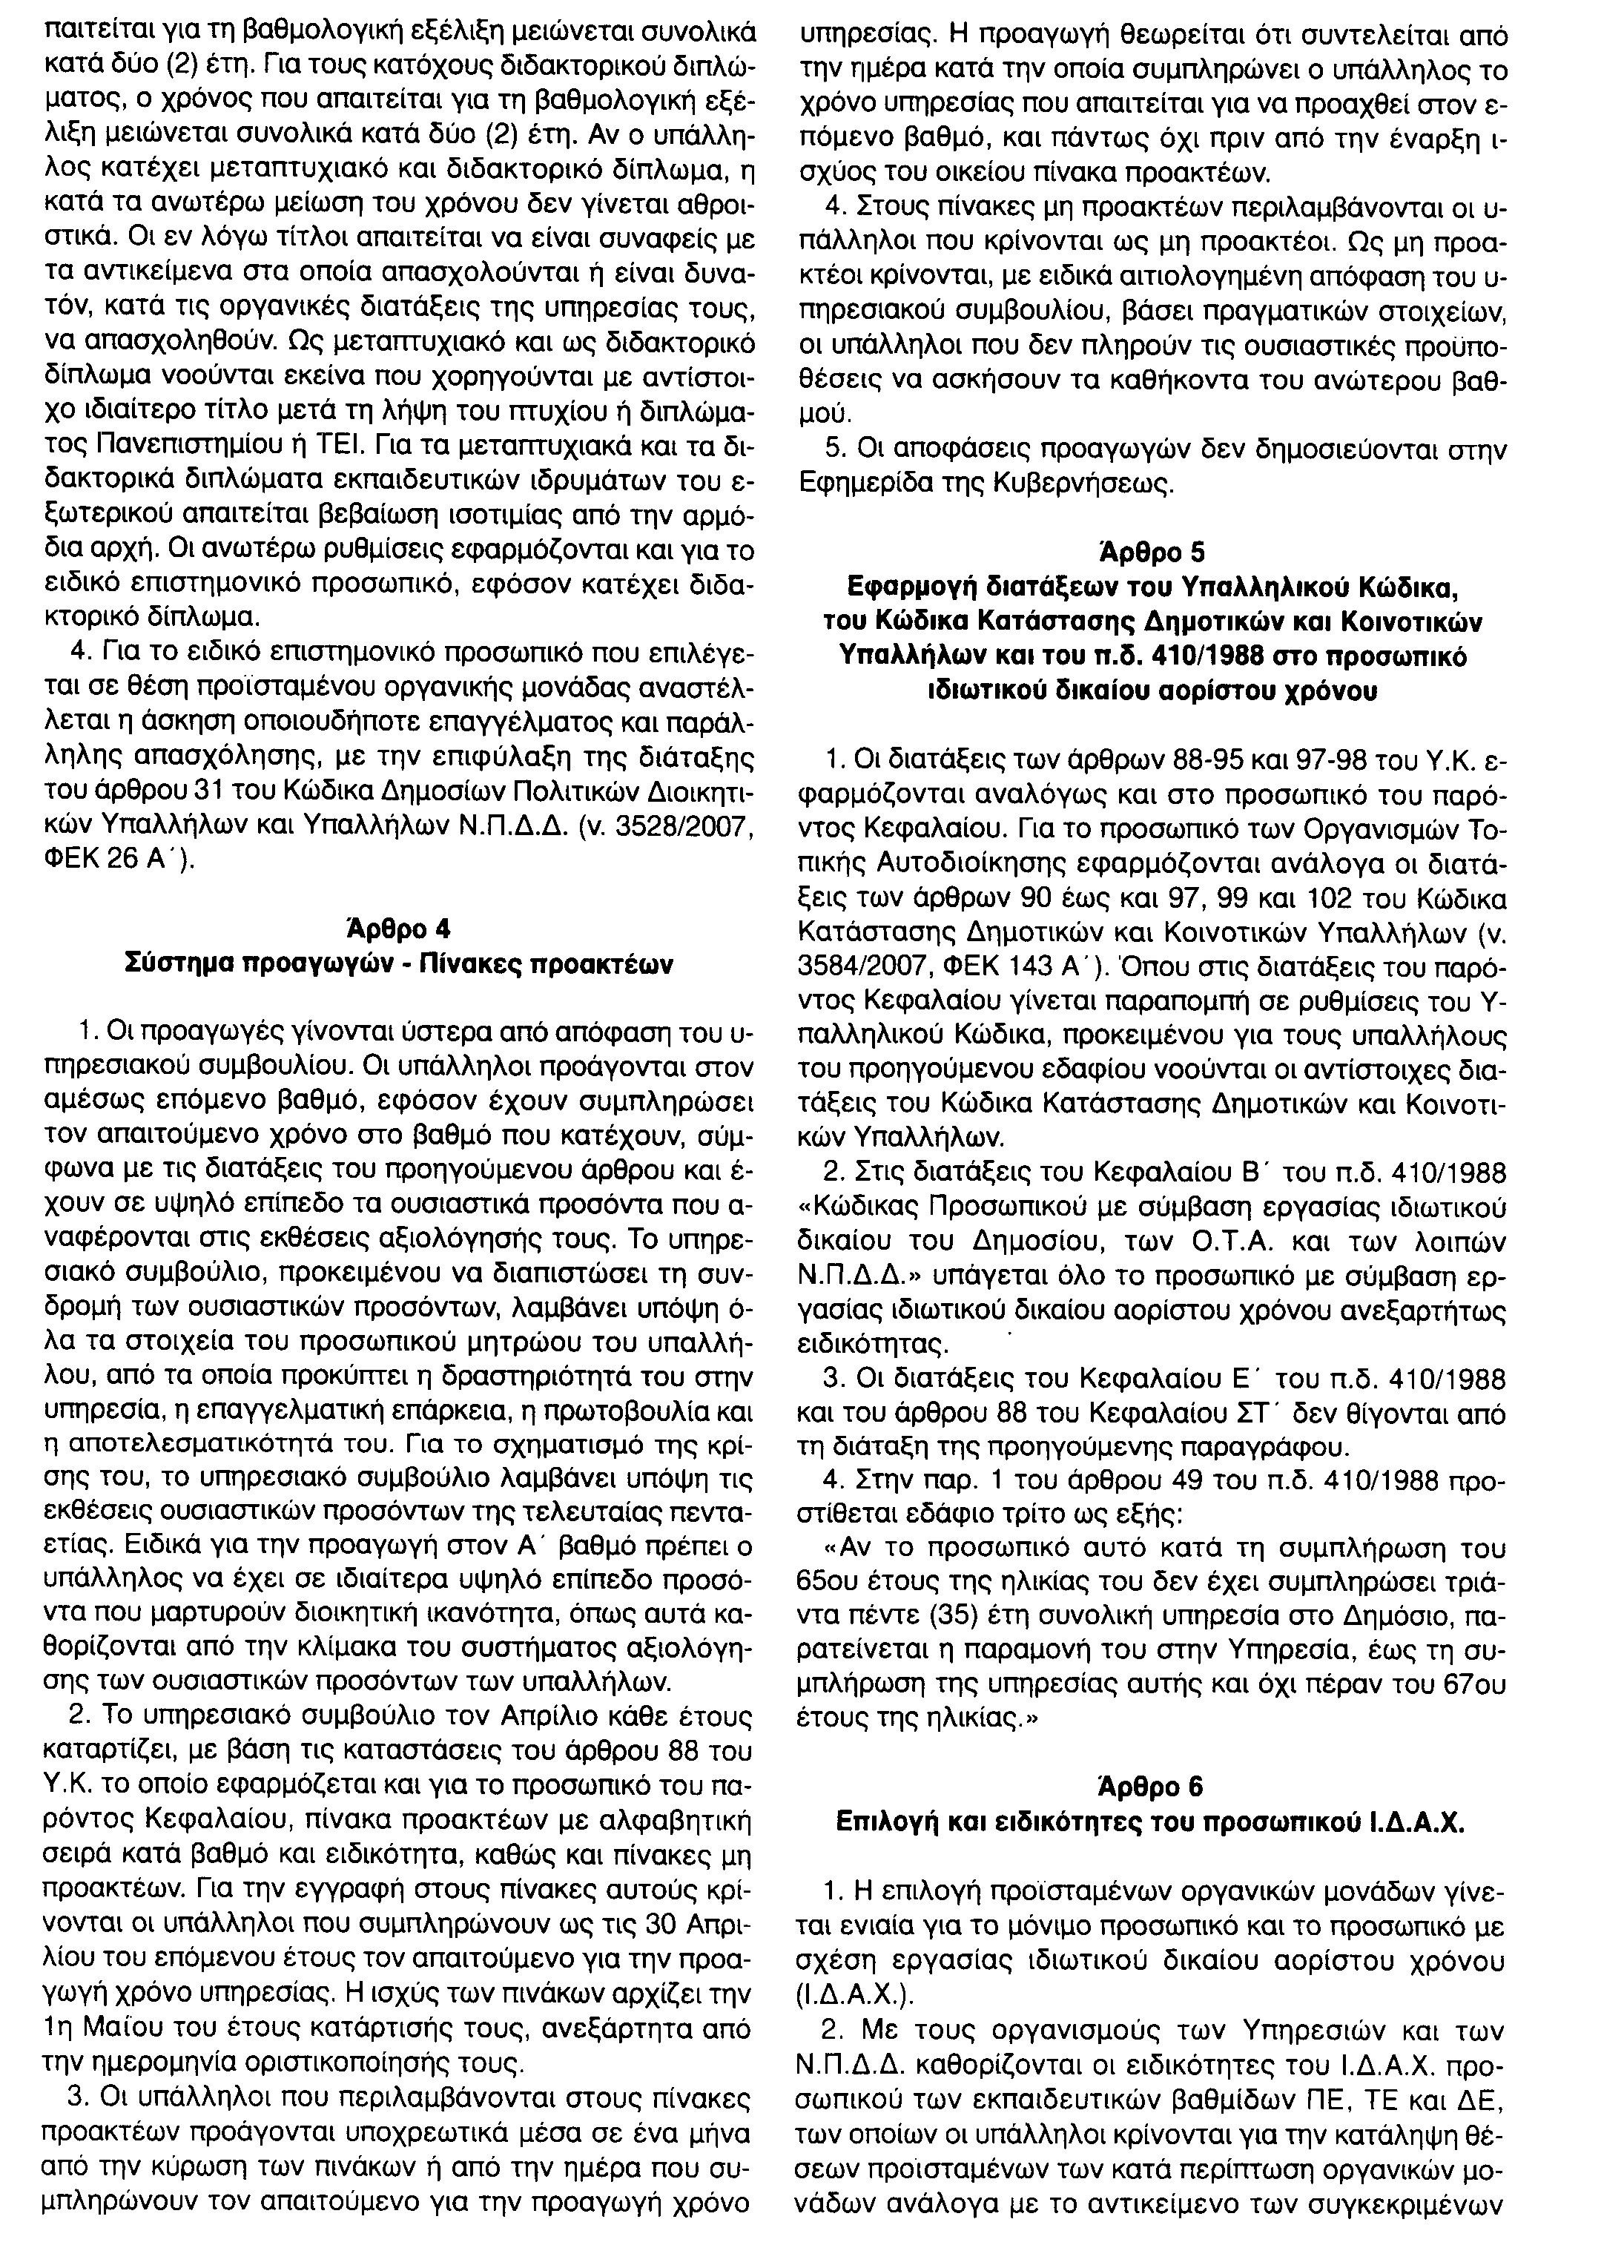 παιτείται για τη βαθμολογική εξέλιξη μειώνεται συνολικά
κατά δύο (2) έτη. Για τους κατόχους διδακτορικού διπλώ-
ματος, ο χρόνος που απαιτείται για τη βαθμολογική εξέ-
λιξη μειώνεται συνολικά κατά δύο (2) έτη. Αν ο υπάλλη-
λος κατέχει μεταπτυχιακό και διδακτορικό δίπλωμα, η
κατά τα ανωτέρω μείωση του χρόνου δεν γίνεται αθροι-
στικά. Οι εν λόγω τίτλοι απαιτείται να είναι συναφείς με
τα αντικείμενα στα οποία απασχολούνται ή είναι δυνα-
τόν, κατά τις οργανικές διατάξεις της υπηρεσίας τους,
να απασχοληθούν. Ως μεταπτυχιακό και ως διδακτορικό
δίπλωμα νοούνται εκείνα που χορηγούνται με αντίστοι-
χο ιδιαίτερο τίτλο μετά τη λήψη του πτυχίου ή διπλώμα-
τος Πανεπιστημίου ή ΤΕΙ. Για τα μεταπτυχιακά και τα δι-
δακτορικά διπλώματα εκπαιδευτικών ιδρυμάτων του ε-
ξωτερικού απαιτείται βεβαίωση ισοτιμίας από την αρμό-
δια αρχή. Οι ανωτέρω ρυθμίσεις εφαρμόζονται και για το
ειδικό επιστημονικό προσωπικό, εφόσον κατέχει διδα-
κτορικό δίπλωμα.
4. Για το ειδικό επιστημονικό προσωπικό που επιλέγε-
ται σε θέση προϊσταμένου οργανικής μονάδας αναστέλ-
λεται η άσκηση οποιουδήποτε επαγγέλματος και παράλ-
ληλης απασχόλησης, με την επιφύλαξη της διάταξης
του άρθρου 31 του Κώδικα Δημοσίων Πολιτικών Διοικητι-
κών Υπαλλήλων και Υπαλλήλων Ν.Π.Δ.Δ. (ν. 3528/2007,
ΦΕΚ 26 Α΄).
Άρθρο 4
Σύστημα προαγωγών - Πίνακες προακτέων
1. Οι προαγωγές γίνονται ύστερα από απόφαση του υ-
πηρεσιακού συμβουλίου. Οι υπάλληλοι προάγονται στον
αμέσως επόμενο βαθμό, εφόσον έχουν συμπληρώσει
τον απαιτούμενο χρόνο στο βαθμό που κατέχουν, σύμ-
φωνα με τις διατάξεις του προηγούμενου άρθρου και έ-
χουν σε υψηλό επίπεδο τα ουσιαστικά προσόντα που α-
ναφέρονται στις εκθέσεις αξιολόγησής τους. Το υπηρε-
σιακό συμβούλιο, προκειμένου να διαπιστώσει τη συν-
δρομή των ουσιαστικών προσόντων, λαμβάνει υπόψη ό-
λα τα στοιχεία του προσωπικού μητρώου του υπαλλή-
λου, από τα οποία προκύπτει η δραστηριότητά του στην
υπηρεσία, η επαγγελματική επάρκεια, η πρωτοβουλία και
η αποτελεσματικότητά του. Για το σχηματισμό της κρί-
σης του, το υπηρεσιακό συμβούλιο λαμβάνει υπόψη τις
εκθέσεις ουσιαστικών προσόντων της τελευταίας πεντα-
ετίας. Ειδικά για την προαγωγή στον Α΄ βαθμό πρέπει ο
υπάλληλος να έχει σε ιδιαίτερα υψηλό επίπεδο προσό-
ντα που μαρτυρούν διοικητική ικανότητα, όπως αυτά κα-
θορίζονται από την κλίμακα του συστήματος αξιολόγη-
σης των ουσιαστικών προσόντων των υπαλλήλων.
2. Το υπηρεσιακό συμβούλιο τον Απρίλιο κάθε έτους
καταρτίζει, με βάση τις καταστάσεις του άρθρου 88 του
Υ.Κ. το οποίο εφαρμόζεται και για το προσωπικό του πα-
ρόντος Κεφαλαίου, πίνακα προακτέων με αλφαβητική
σειρά κατά βαθμό και ειδικότητα, καθώς και πίνακες μη
προακτέων. Για την εγγραφή στους πίνακες αυτούς κρί-
νονται οι υπάλληλοι που συμπληρώνουν ως τις 30 Απρι-
λίου του επόμενου έτους τον απαιτούμενο για την προα-
γωγή χρόνο υπηρεσίας. Η ισχύς των πινάκων αρχίζει την
1η Μαΐου του έτους κατάρτισής τους, ανεξάρτητα από
την ημερομηνία οριστικοποίησής τους.
3. Οι υπάλληλοι που περιλαμβάνονται στους πίνακες
προακτέων προάγονται υποχρεωτικά μέσα σε ένα μήνα
από την κύρωση των πινάκων ή από την ημέρα που συ-
μπληρώνουν τον απαιτούμενο για την προαγωγή χρόνο
υπηρεσίας. Η προαγωγή θεωρείται ότι συντελείται από
την ημέρα κατά την οποία συμπληρώνει ο υπάλληλος το
χρόνο υπηρεσίας που απαιτείται για να προαχθεί στον ε-
πόμενο βαθμό, και πάντως όχι πριν από την έναρξη ι-
σχύος του οικείου πίνακα προακτέων.
4. Στους πίνακες μη προακτέων περιλαμβάνονται οι υ-
πάλληλοι που κρίνονται ως μη προακτέοι. Ως μη προα-
κτέοι κρίνονται, με ειδικά αιτιολογημένη απόφαση του υ-
πηρεσιακού συμβουλίου, βάσει πραγματικών στοιχείων,
οι υπάλληλοι που δεν πληρούν τις ουσιαστικές προϋπο-
θέσεις να ασκήσουν τα καθήκοντα του ανώτερου βαθ-
μού.
5. Οι αποφάσεις προαγωγών δεν δημοσιεύονται στην
Εφημερίδα της Κυβερνήσεως.
Άρθρο 5
Εφαρμογή διατάξεων του Υπαλληλικού Κώδικα,
του Κώδικα Κατάστασης Δημοτικών και Κοινοτικών
Υπαλλήλων και του π.δ. 410/1988 στο προσωπικό
ιδιωτικού δικαίου αορίστου χρόνου
1. Οι διατάξεις των άρθρων 88-95 και 97-98 του Υ.Κ. ε-
φαρμόζονται αναλόγως και στο προσωπικό του παρό-
ντος Κεφαλαίου. Για το προσωπικό των Οργανισμών Το-
πικής Αυτοδιοίκησης εφαρμόζονται ανάλογα οι διατά-
ξεις των άρθρων 90 έως και 97, 99 και 102 του Κώδικα
Κατάστασης Δημοτικών και Κοινοτικών Υπαλλήλων (ν.
3584/2007, ΦΕΚ 143 Α΄). Όπου στις διατάξεις του παρό-
ντος Κεφαλαίου γίνεται παραπομπή σε ρυθμίσεις του Υ-
παλληλικού Κώδικα, προκειμένου για τους υπαλλήλους
του προηγούμενου εδαφίου νοούνται οι αντίστοιχες δια-
τάξεις του Κώδικα Κατάστασης Δημοτικών και Κοινοτι-
κών Υπαλλήλων.
2. Στις διατάξεις του Κεφαλαίου Β΄ του π.δ. 410/1988
«Κώδικας Προσωπικού με σύμβαση εργασίας ιδιωτικού
δικαίου του Δημοσίου, των Ο.Τ.Α. και των λοιπών
Ν.Π.Δ.Δ.» υπάγεται όλο το προσωπικό με σύμβαση ερ-
γασίας ιδιωτικού δικαίου αορίστου χρόνου ανεξαρτήτως
ειδικότητας.
3. Οι διατάξεις του Κεφαλαίου Ε΄ του π.δ. 410/1988
και του άρθρου 88 του Κεφαλαίου ΣΤ΄ δεν θίγονται από
τη διάταξη της προηγούμενης παραγράφου.
4. Στην παρ. 1 του άρθρου 49 του π.δ. 410/1988 προ-
στίθεται εδάφιο τρίτο ως εξής:
«Αν το προσωπικό αυτό κατά τη συμπλήρωση του
65ου έτους της ηλικίας του δεν έχει συμπληρώσει τριά-
ντα πέντε (35) έτη συνολική υπηρεσία στο Δημόσιο, πα-
ρατείνεται η παραμονή του στην Υπηρεσία, έως τη συ-
μπλήρωση της υπηρεσίας αυτής και όχι πέραν του 67ου
έτους της ηλικίας.»
Άρθρο 6
Επιλογή και ειδικότητες του προσωπικού Ι.Δ.Α.Χ.
1. Η επιλογή προϊσταμένων οργανικών μονάδων γίνε-
ται ενιαία για το μόνιμο προσωπικό και το προσωπικό με
σχέση εργασίας ιδιωτικού δικαίου αορίστου χρόνου
(Ι.Δ.Α.Χ.).
2. Με τους οργανισμούς των Υπηρεσιών και των
Ν.Π.Δ.Δ. καθορίζονται οι ειδικότητες του Ι.Δ.Α.Χ. προ-
σωπικού των εκπαιδευτικών βαθμίδων ΠΕ, ΤΕ και ΔΕ,
των οποίων οι υπάλληλοι κρίνονται για την κατάληψη θέ-
σεων προϊσταμένων των κατά περίπτωση οργανικών μο-
νάδων ανάλογα με το αντικείμενο των συγκεκριμένων